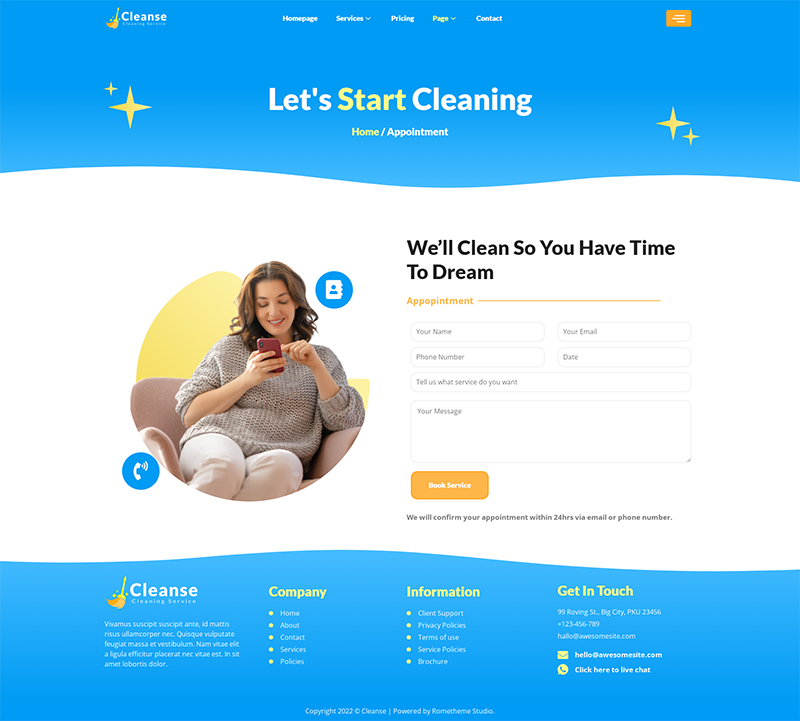 Cleanse
Cleaning Service
Homepage Services Pricing Page Contact
Let's Start Cleaning
Home / Appointment
We'll Clean So You Have Time
To Dream
Appopintment
Your Name Your Email
Phone Number Date
Tell us what service do you want
Your Message
Book Service
We will confirm your appointment within 24hrs via email or phone number.
Cleanse
Cleaning Service
Vivamus suscipit suscipit ante, id mattis
risus ullamcorper nec. Quisque vulputate
feugiat massa et vestibulum. Nam vitae elit
a ligula efficitur placerat nec vitae est. In sit
amet lobortis dolor.
Company
Home
About
Contact
Services
Policies
Information
Client Support
Privacy Policies
Terms of use
Service Policies
Brochure
Get In Touch
99 Roving St., Big City, PKU 23456
+123-456-789
hallo@awesomesite.com
hello@awesomesite.com
Click here to live chat
Copyright 2022 © Cleanse | Powered by Rometheme Studio.